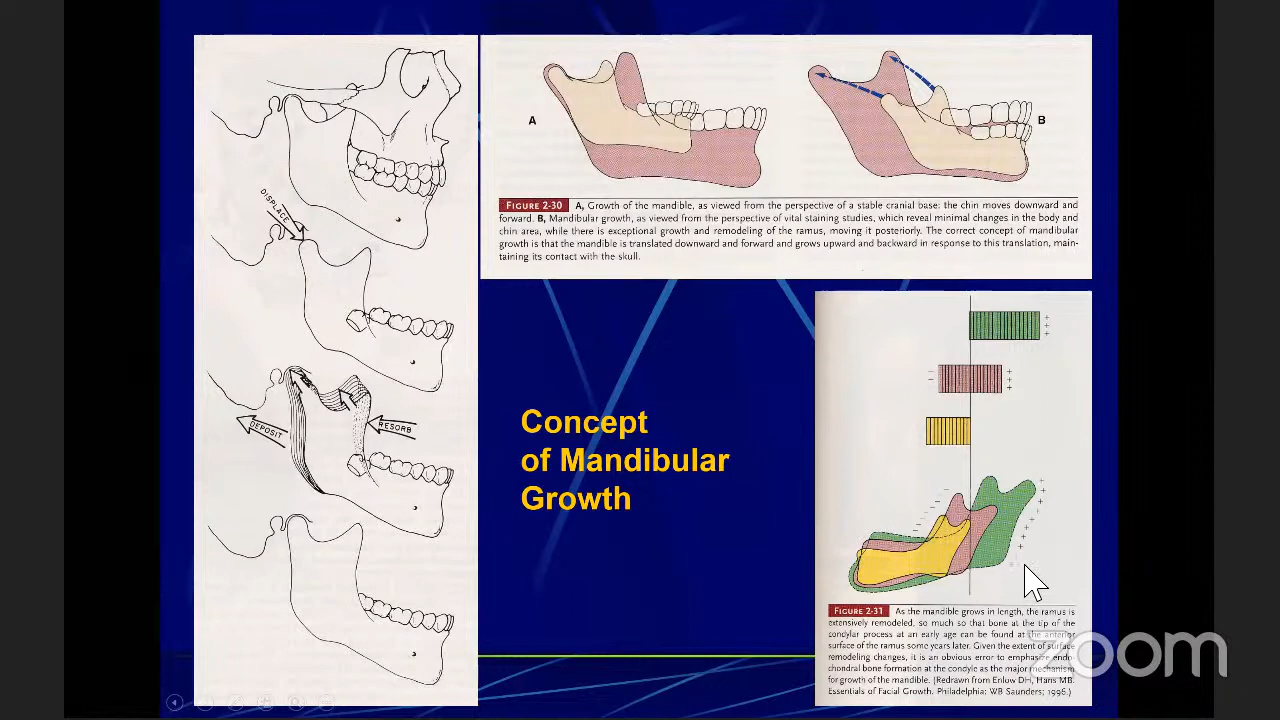 DISPLACE
DEPOSIT
RESORB
A
B
FIGURE 2-30 A, Growth of the mandible, as viewed from the perspective of a stable cranial base: the chin moves downward and
forward. B, Mandibular growth, as viewed from the perspective of vital staining studies, which reveal minimal changes in the body and
chin area, while there is exceptional growth and remodeling of the ramus, moving it posteriorly. The correct concept of mandibular
growth is that the mandible is translated downward and forward and grows upward and backward in response to this translation, main-
taining its contact with the skull.
Concept
of Mandibular
Growth
FIGURE 2-31 As the mandible grows in length, the ramus is
extensively remodeled, so much so that bone at the tip of the
condylar process at an early age can be found at the anterior
surface of the ramus some years later. Given the extent of surface
remodeling changes, it is an obvious error to emphasize endo-
chondral bone formation at the condyle as the major mechanism
for growth of the mandible. (Redrawn from Enlow DH, Hans MB.
Essentials of Facial Growth. Philadelphia: WB Saunders; 1996.)
zoom